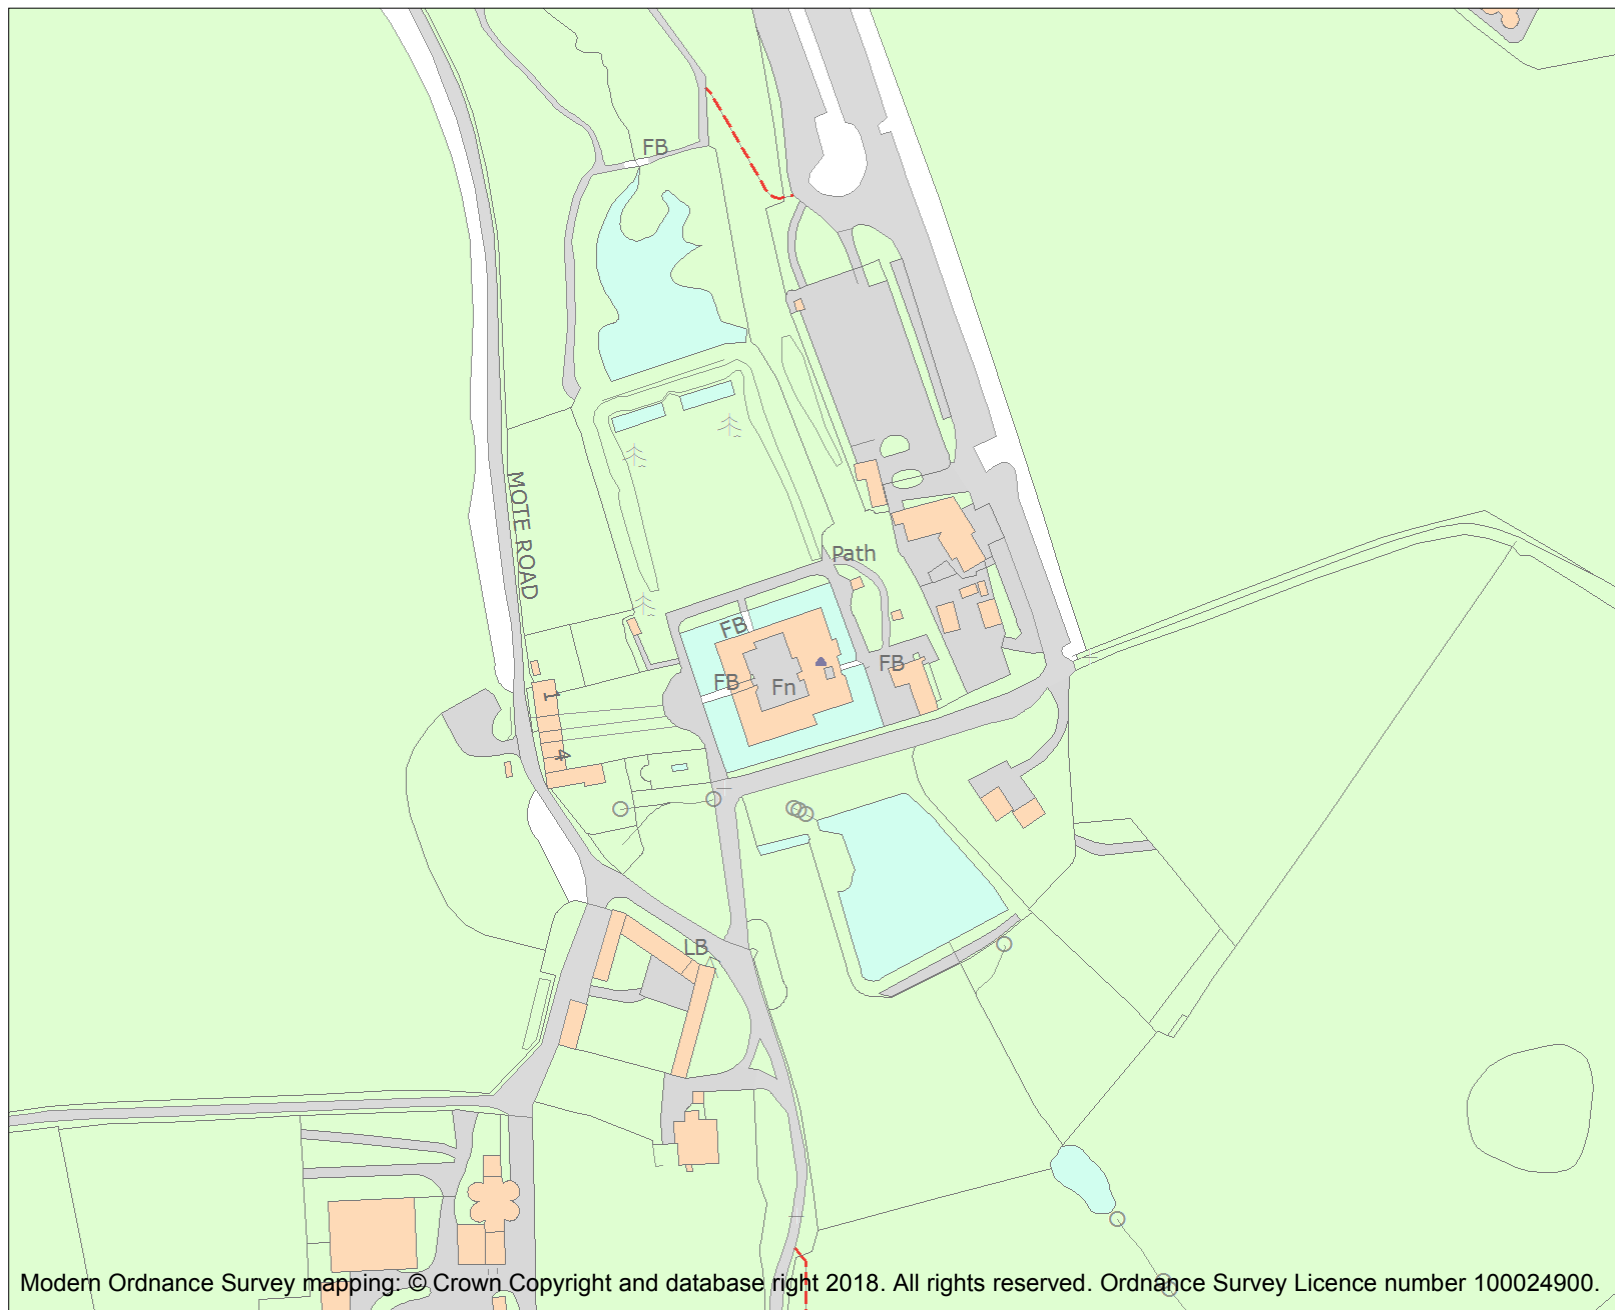 FB
MOTE ROAD
Path
FB
FB
FB
Fn
1
4
LB
Modern Ordnance Survey mapping: © Crown Copyright and database right 2018. All rights reserved. Ordnance Survey Licence number 100024900.